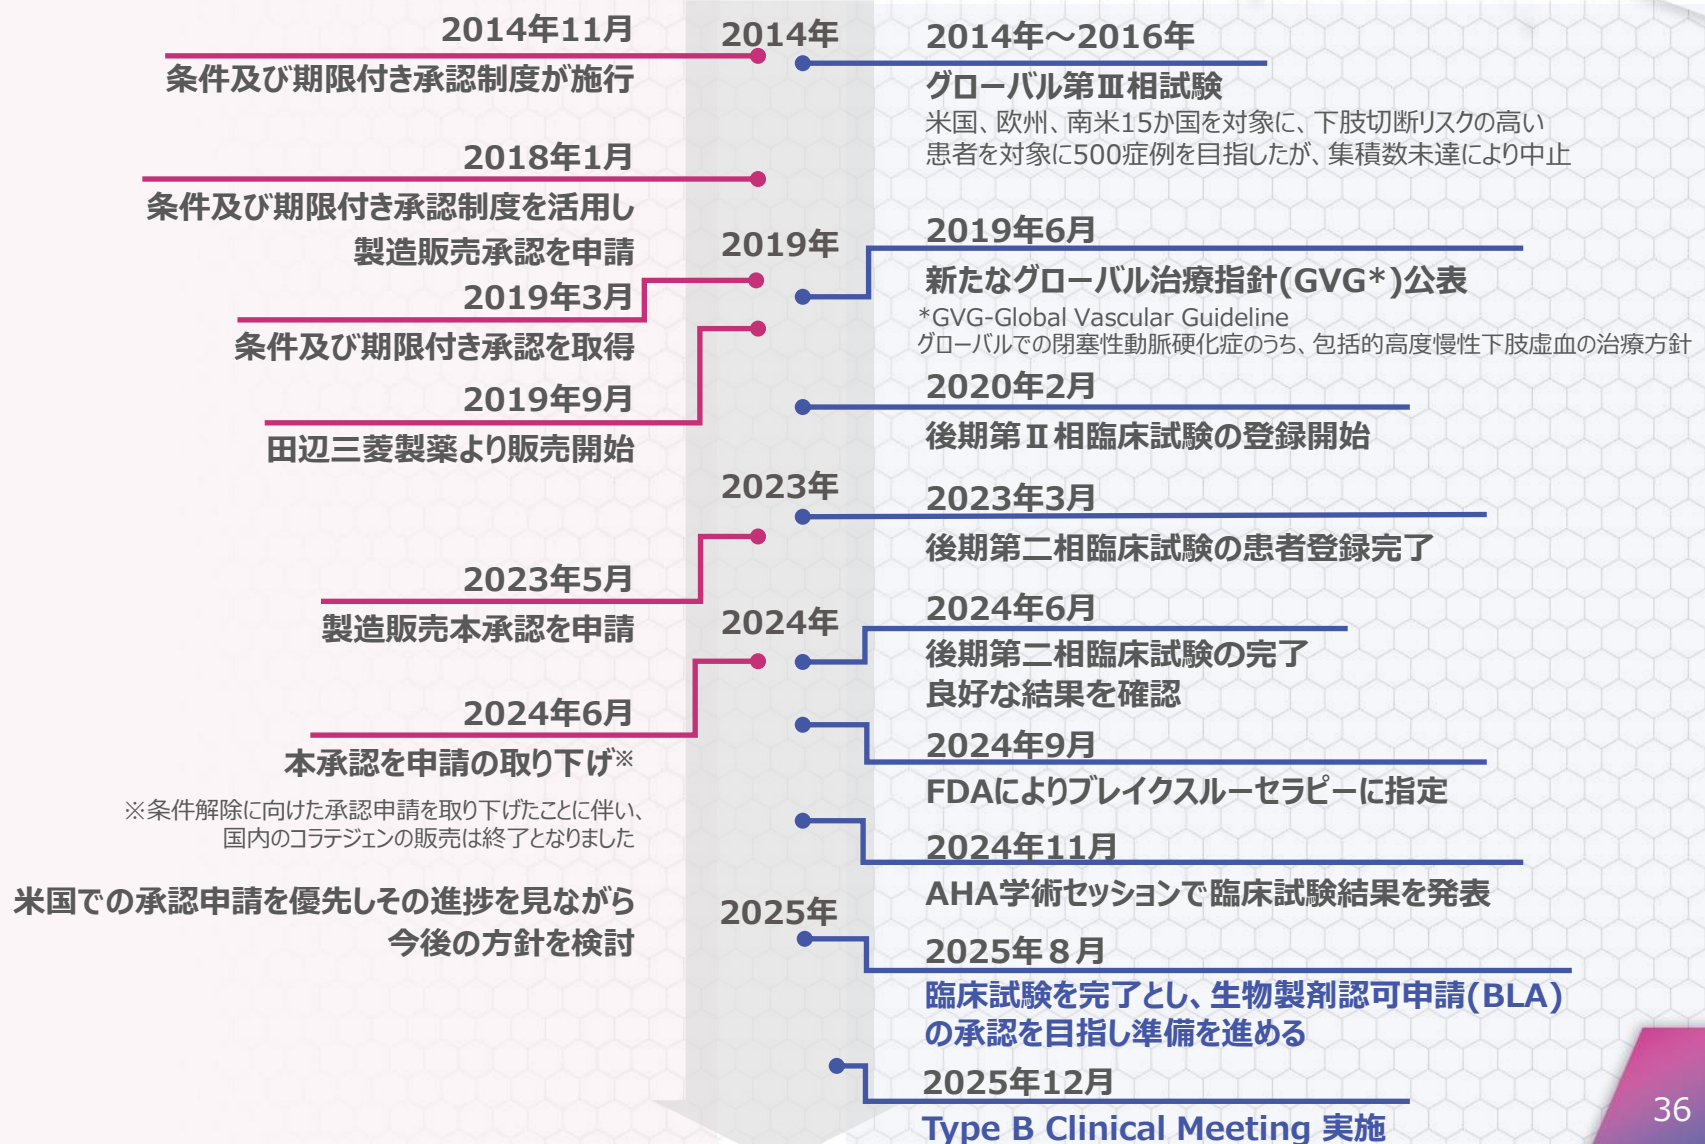 2014年11月
条件及び期限付き承認制度が施行
2018年1月
条件及び期限付き承認制度を活用し
製造販売承認を申請
2019年3月
条件及び期限付き承認を取得
2019年9月
田辺三菱製薬より販売開始
2023年5月
製造販売本承認を申請
2024年6月
本承認を申請の取り下げ※
※条件解除に向けた承認申請を取り下げたことに伴い、
国内のコラテジェンの販売は終了となりました
米国での承認申請を優先しその進捗を見ながら
今後の方針を検討
2014年
2019年
2023年
2024年
2025年
2014年～2016年
グローバル第Ⅲ相試験
米国、欧州、南米15か国を対象に、下肢切断リスクの高い
患者を対象に500症例を目指したが、集積数未達により中止
2019年6月
新たなグローバル治療指針(GVG*)公表
*GVG-Global Vascular Guideline
グローバルでの閉塞性動脈硬化症のうち、包括的高度慢性下肢虚血の治療方針
2020年2月
後期第Ⅱ相臨床試験の登録開始
2023年3月
後期第二相臨床試験の患者登録完了
2024年6月
後期第二相臨床試験の完了
良好な結果を確認
2024年9月
FDAによりブレイクスルーセラピーに指定
2024年11月
AHA学術セッションで臨床試験結果を発表
2025年８月
臨床試験を完了とし、生物製剤認可申請(BLA)
の承認を目指し準備を進める
2025年12月
Type B Clinical Meeting 実施
36